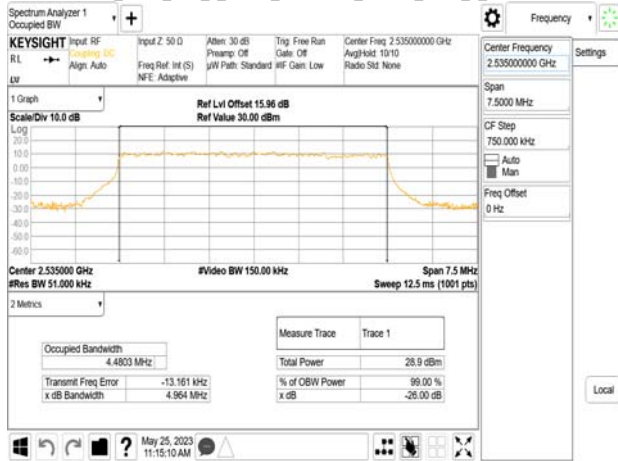 Spectrum Analyzer 1
Occupied BW
+
Frequency
KEYSIGHT
RL
LV
Input: RF
Coupling: DC
Align: Auto
Input Z: 50 Ω
Freq Ref: Int (S)
NFE: Adaptive
Atten: 30 dB
Preamp: Off
µW Path: Standard
Trig: Free Run
Gate: Off
#IF Gain: Low
Center Freq: 2.535000000 GHz
Avg|Hold: 10/10
Radio Std: None
Center Frequency
2.535000000 GHz
Settings
Span
7.5000 MHz
CF Step
750.000 kHz
Auto
Man
Freq Offset
0 Hz
Local
1 Graph
Scale/Div 10.0 dB
Ref Lvl Offset 15.96 dB
Ref Value 30.00 dBm
Log
20.0
10.0
0.00
-10.0
-20.0
-30.0
-40.0
-50.0
-60.0
Center 2.535000 GHz
#Res BW 51.000 kHz
#Video BW 150.00 kHz
Span 7.5 MHz
Sweep 12.5 ms (1001 pts)
2 Metrics
Measure Trace Trace 1
Occupied Bandwidth
4.4803 MHz
Total Power 28.9 dBm
Transmit Freq Error -13.161 kHz
% of OBW Power 99.00 %
x dB Bandwidth 4.964 MHz
x dB -26.00 dB
?
May 25, 2023
11:15:10 AM